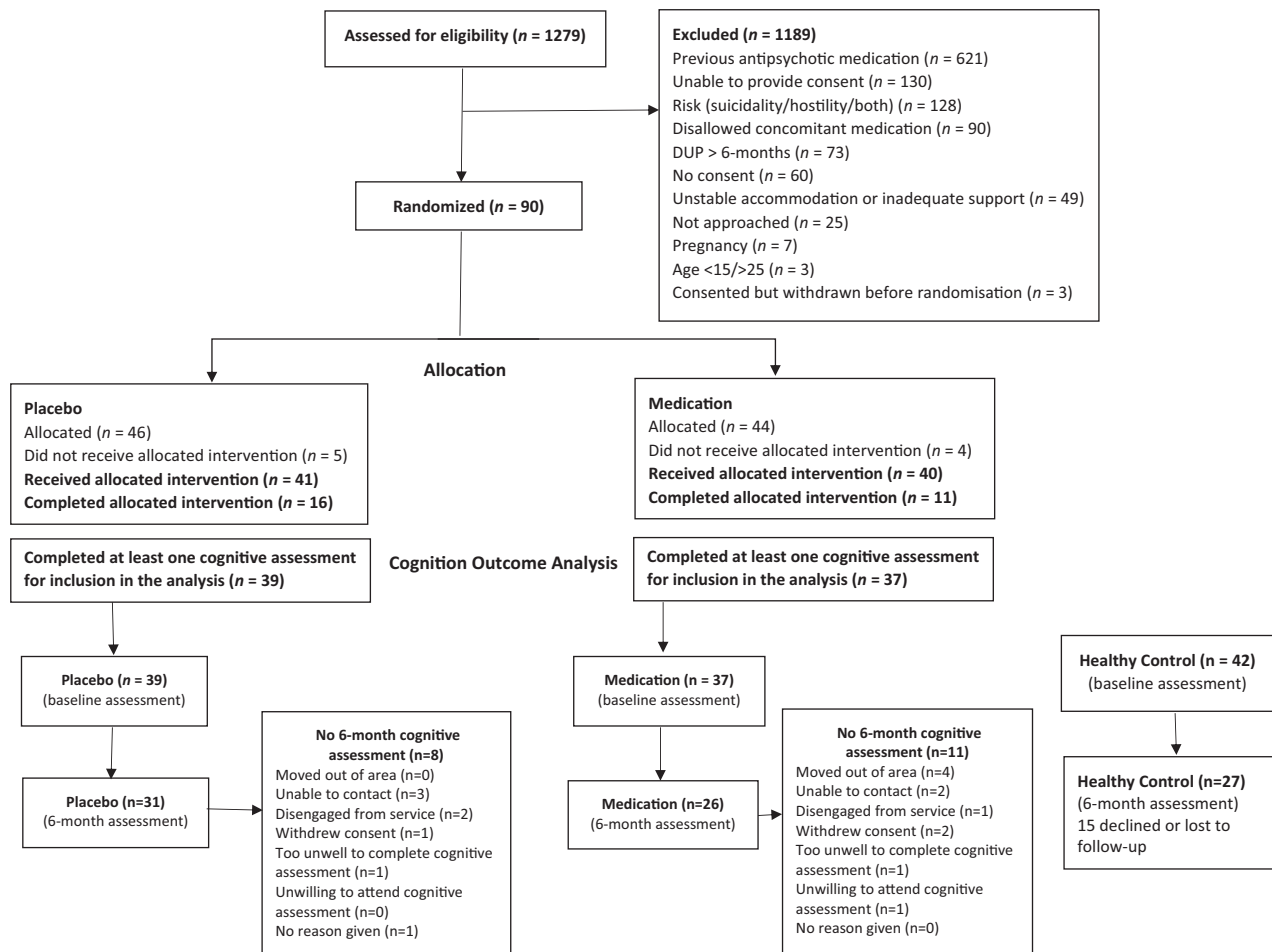 Assessed for eligibility (n = 1279)
Excluded (n = 1189)
Previous antipsychotic medication (n = 621)
Unable to provide consent (n = 130)
Risk (suicidality/hostility/both) (n = 128)
Disallowed concomitant medication (n = 90)
DUP > 6-months (n = 73)
No consent (n = 60)
Unstable accommodation or inadequate support (n = 49)
Not approached (n = 25)
Pregnancy (n = 7)
Age <15/>25 (n = 3)
Consented but withdrawn before randomisation (n = 3)
Randomized (n = 90)
Allocation
Placebo
Allocated (n = 46)
Did not receive allocated intervention (n = 5)
Received allocated intervention (n = 41)
Completed allocated intervention (n = 16)
Medication
Allocated (n = 44)
Did not receive allocated intervention (n = 4)
Received allocated intervention (n = 40)
Completed allocated intervention (n = 11)
Cognition Outcome Analysis
Completed at least one cognitive assessment
for inclusion in the analysis (n = 39)
Completed at least one cognitive assessment
for inclusion in the analysis (n = 37)
Placebo (n = 39)
(baseline assessment)
Placebo (n=31)
(6-month assessment)
No 6-month cognitive
assessment (n=8)
Moved out of area (n=0)
Unable to contact (n=3)
Disengaged from service (n=2)
Withdrew consent (n=1)
Too unwell to complete cognitive
assessment (n=1)
Unwilling to attend cognitive
assessment (n=0)
No reason given (n=1)
Medication (n = 37)
(baseline assessment)
Medication (n=26)
(6-month assessment)
No 6-month cognitive
assessment (n=11)
Moved out of area (n=4)
Unable to contact (n=2)
Disengaged from service (n=1)
Withdrew consent (n=2)
Too unwell to complete cognitive
assessment (n=1)
Unwilling to attend cognitive
assessment (n=1)
No reason given (n=0)
Healthy Control (n = 42)
(baseline assessment)
Healthy Control (n=27)
(6-month assessment)
15 declined or lost to
follow-up